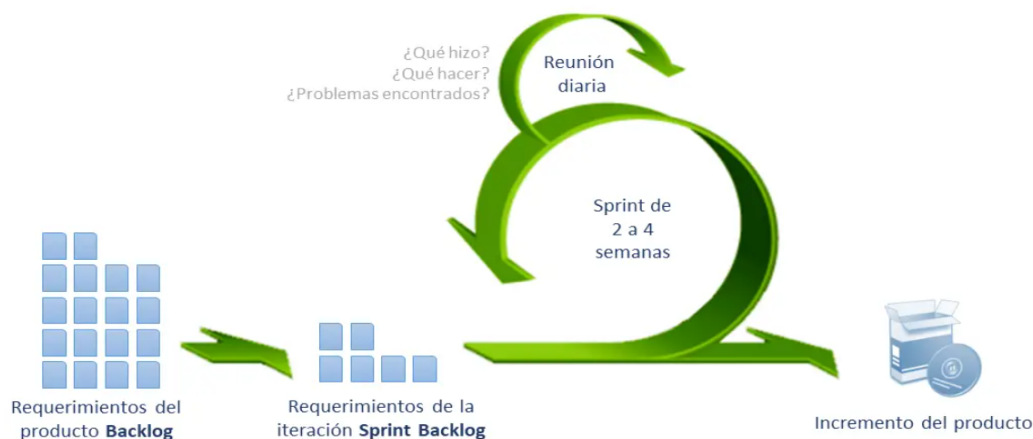 ¿Qué hizo?
¿Qué hacer?
¿Problemas encontrados?
Reunión
diaria
Sprint de
2 a 4
semanas
Requerimientos del
producto Backlog
Requerimientos de la
iteración Sprint Backlog
Incremento del producto